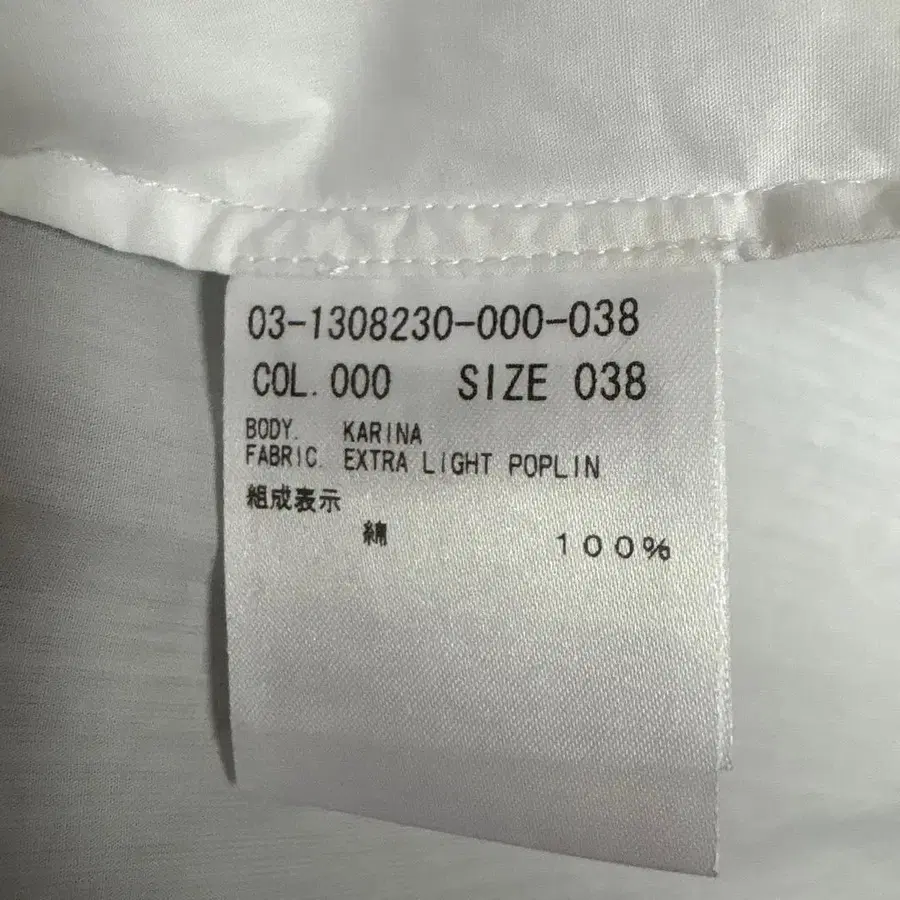 03-1308230-000-038
COL. 000 SIZE 038
BODY. KARINA
FABRIC. EXTRA LIGHT POPLIN
組成表示
綿 100%